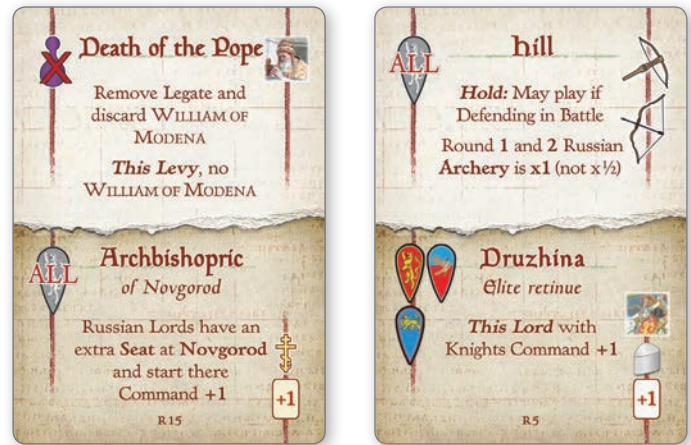 Death of the Pope
Remove Legate and
discard WILLIAM OF
MODENA
This Levy, no
WILLIAM OF MODENA
ALL
Archbishopric
of Novgorod
Russian Lords have an
extra Seat at Novgorod
and start there
Command +1
+1
R15
ALL
Hill
Hold: May play if
Defending in Battle
Round 1 and 2 Russian
Archery is x1 (not x½)
Druzhina
Elite retinue
This Lord with
Knights Command +1
+1
R5